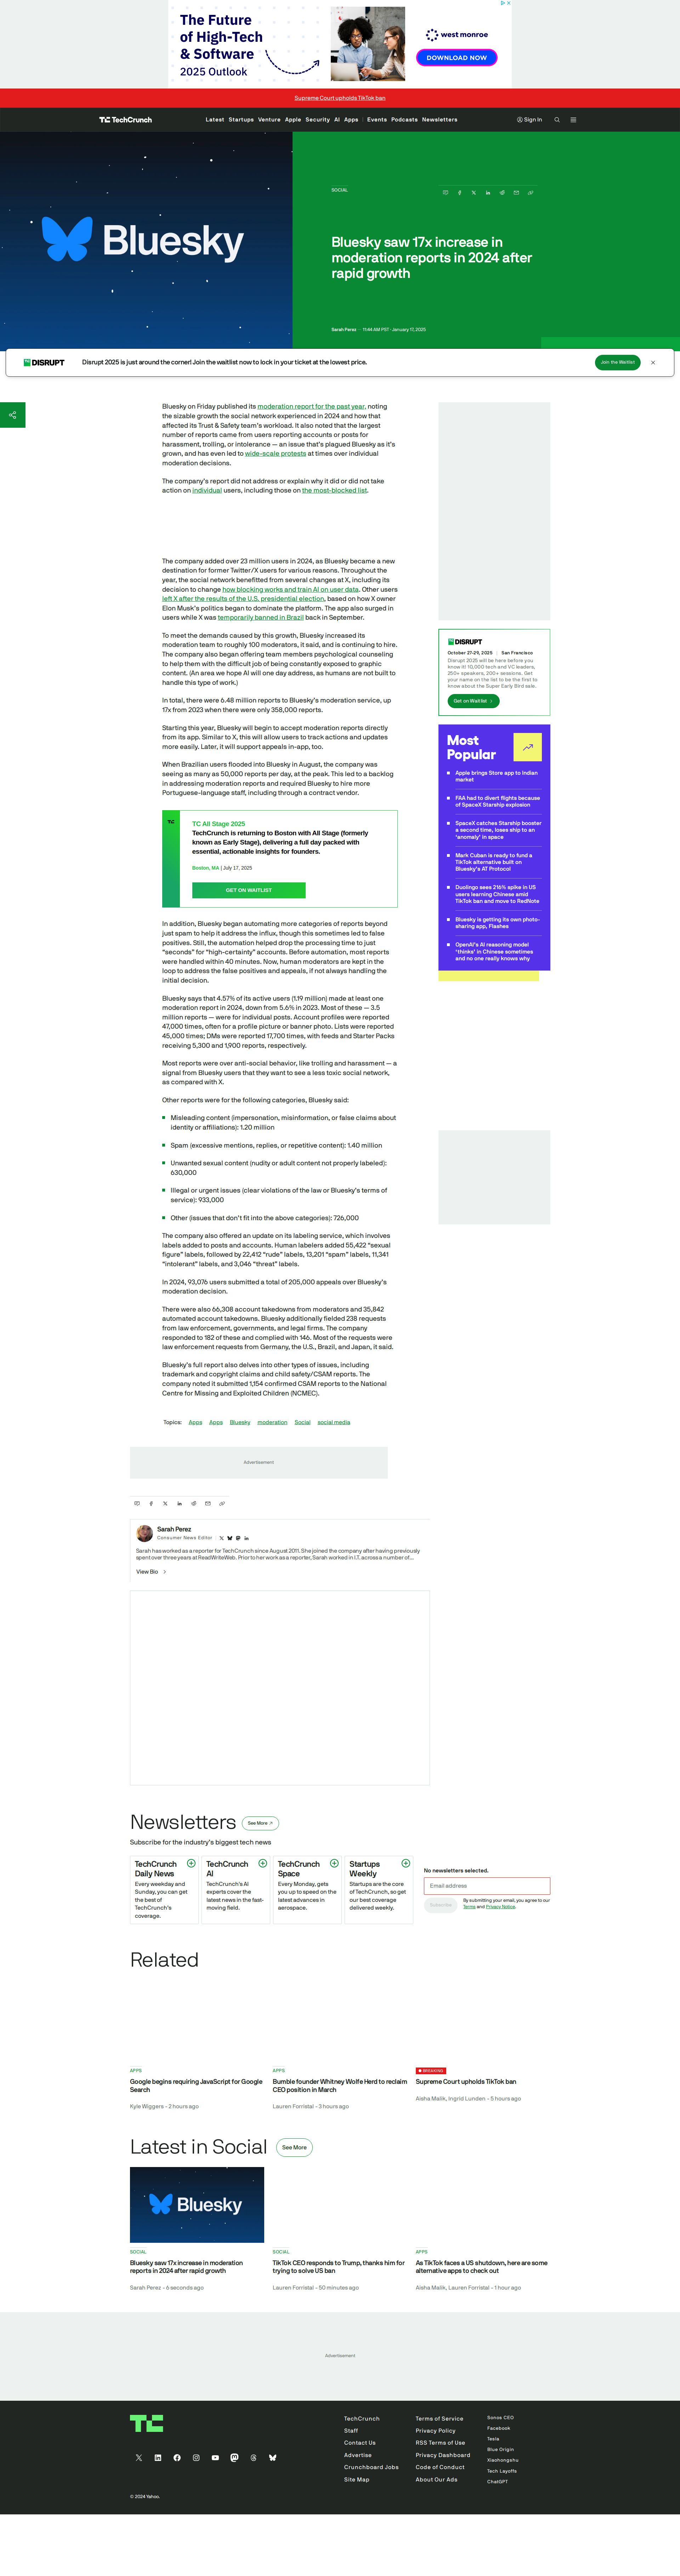 The Future
of High-Tech
& Software
2025 Outlook
west monroe
DOWNLOAD NOW
Supreme Court upholds TikTok ban
TechCrunch
Latest Startups Venture Apple Security AI Apps | Events Podcasts Newsletters
Sign In
SOCIAL
Bluesky
Bluesky saw 17x increase in
moderation reports in 2024 after
rapid growth
Sarah Perez · 11:44 AM PST · January 17, 2025
DISRUPT
Disrupt 2025 is just around the corner! Join the waitlist now to lock in your ticket at the lowest price.
Join the Waitlist
Bluesky on Friday published its moderation report for the past year, noting
the sizable growth the social network experienced in 2024 and how that
affected its Trust & Safety team's workload. It also noted that the largest
number of reports came from users reporting accounts or posts for
harassment, trolling, or intolerance — an issue that's plagued Bluesky as it's
grown, and has even led to wide-scale protests at times over individual
moderation decisions.
The company's report did not address or explain why it did or did not take
action on individual users, including those on the most-blocked list.
The company added over 23 million users in 2024, as Bluesky became a new
destination for former Twitter/X users for various reasons. Throughout the
year, the social network benefitted from several changes at X, including its
decision to change how blocking works and train AI on user data. Other users
left X after the results of the U.S. presidential election, based on how X owner
Elon Musk's politics began to dominate the platform. The app also surged in
users while X was temporarily banned in Brazil back in September.
To meet the demands caused by this growth, Bluesky increased its
moderation team to roughly 100 moderators, it said, and is continuing to hire.
The company also began offering team members psychological counseling
to help them with the difficult job of being constantly exposed to graphic
content. (An area we hope AI will one day address, as humans are not built to
handle this type of work.)
In total, there were 6.48 million reports to Bluesky's moderation service, up
17x from 2023 when there were only 358,000 reports.
Starting this year, Bluesky will begin to accept moderation reports directly
from its app. Similar to X, this will allow users to track actions and updates
more easily. Later, it will support appeals in-app, too.
When Brazilian users flooded into Bluesky in August, the company was
seeing as many as 50,000 reports per day, at the peak. This led to a backlog
in addressing moderation reports and required Bluesky to hire more
Portuguese-language staff, including through a contract vendor.
TC
TC All Stage 2025
TechCrunch is returning to Boston with All Stage (formerly
known as Early Stage), delivering a full day packed with
essential, actionable insights for founders.
Boston, MA | July 17, 2025
GET ON WAITLIST
In addition, Bluesky began automating more categories of reports beyond
just spam to help it address the influx, though this sometimes led to false
positives. Still, the automation helped drop the processing time to just
"seconds" for "high-certainty" accounts. Before automation, most reports
were handled within 40 minutes. Now, human moderators are kept in the
loop to address the false positives and appeals, if not always handling the
initial decision.
Bluesky says that 4.57% of its active users (1.19 million) made at least one
moderation report in 2024, down from 5.6% in 2023. Most of these — 3.5
million reports — were for individual posts. Account profiles were reported
47,000 times, often for a profile picture or banner photo. Lists were reported
45,000 times; DMs were reported 17,700 times, with feeds and Starter Packs
receiving 5,300 and 1,900 reports, respectively.
Most reports were over anti-social behavior, like trolling and harassment — a
signal from Bluesky users that they want to see a less toxic social network,
as compared with X.
Other reports were for the following categories, Bluesky said:
Misleading content (impersonation, misinformation, or false claims about
identity or affiliations): 1.20 million
Spam (excessive mentions, replies, or repetitive content): 1.40 million
Unwanted sexual content (nudity or adult content not properly labeled):
630,000
Illegal or urgent issues (clear violations of the law or Bluesky's terms of
service): 933,000
Other (issues that don't fit into the above categories): 726,000
The company also offered an update on its labeling service, which involves
labels added to posts and accounts. Human labelers added 55,422 "sexual
figure" labels, followed by 22,412 "rude" labels, 13,201 "spam" labels, 11,341
"intolerant" labels, and 3,046 "threat" labels.
In 2024, 93,076 users submitted a total of 205,000 appeals over Bluesky's
moderation decision.
There were also 66,308 account takedowns from moderators and 35,842
automated account takedowns. Bluesky additionally fielded 238 requests
from law enforcement, governments, and legal firms. The company
responded to 182 of these and complied with 146. Most of the requests were
law enforcement requests from Germany, the U.S., Brazil, and Japan, it said.
Bluesky's full report also delves into other types of issues, including
trademark and copyright claims and child safety/CSAM reports. The
company noted it submitted 1,154 confirmed CSAM reports to the National
Centre for Missing and Exploited Children (NCMEC).
Topics: Apps Apps Bluesky moderation Social social media
Advertisement
Sarah Perez
Consumer News Editor
Sarah has worked as a reporter for TechCrunch since August 2011. She joined the company after having previously
spent over three years at ReadWriteWeb. Prior to her work as a reporter, Sarah worked in I.T. across a number of...
View Bio
DISRUPT
October 27-29, 2025 | San Francisco
Disrupt 2025 will be here before you
know it! 10,000 tech and VC leaders,
250+ speakers, 200+ sessions. Get
your name on the list to be the first to
know about the Super Early Bird sale.
Get on Waitlist
Most
Popular
Apple brings Store app to Indian
market
FAA had to divert flights because
of SpaceX Starship explosion
SpaceX catches Starship booster
a second time, loses ship to an
'anomaly' in space
Mark Cuban is ready to fund a
TikTok alternative built on
Bluesky's AT Protocol
Duolingo sees 216% spike in US
users learning Chinese amid
TikTok ban and move to RedNote
Bluesky is getting its own photo-
sharing app, Flashes
OpenAI's AI reasoning model
'thinks' in Chinese sometimes
and no one really knows why
Newsletters
See More
Subscribe for the industry's biggest tech news
TechCrunch
Daily News
Every weekday and
Sunday, you can get
the best of
TechCrunch's
coverage.
TechCrunch
AI
TechCrunch's AI
experts cover the
latest news in the fast-
moving field.
TechCrunch
Space
Every Monday, gets
you up to speed on the
latest advances in
aerospace.
Startups
Weekly
Startups are the core
of TechCrunch, so get
our best coverage
delivered weekly.
No newsletters selected.
Email address
Subscribe
By submitting your email, you agree to our
Terms and Privacy Notice.
Related
APPS
Google begins requiring JavaScript for Google
Search
Kyle Wiggers - 2 hours ago
APPS
Bumble founder Whitney Wolfe Herd to reclaim
CEO position in March
Lauren Forristal - 3 hours ago
BREAKING
Supreme Court upholds TikTok ban
Aisha Malik, Ingrid Lunden - 5 hours ago
Latest in Social
See More
Bluesky
SOCIAL
Bluesky saw 17x increase in moderation
reports in 2024 after rapid growth
Sarah Perez - 6 seconds ago
SOCIAL
TikTok CEO responds to Trump, thanks him for
trying to solve US ban
Lauren Forristal - 50 minutes ago
APPS
As TikTok faces a US shutdown, here are some
alternative apps to check out
Aisha Malik, Lauren Forristal - 1 hour ago
Advertisement
TechCrunch
Staff
Contact Us
Advertise
Crunchboard Jobs
Site Map
Terms of Service
Privacy Policy
RSS Terms of Use
Privacy Dashboard
Code of Conduct
About Our Ads
Sonos CEO
Facebook
Tesla
Blue Origin
Xiaohongshu
Tech Layoffs
ChatGPT
© 2024 Yahoo.